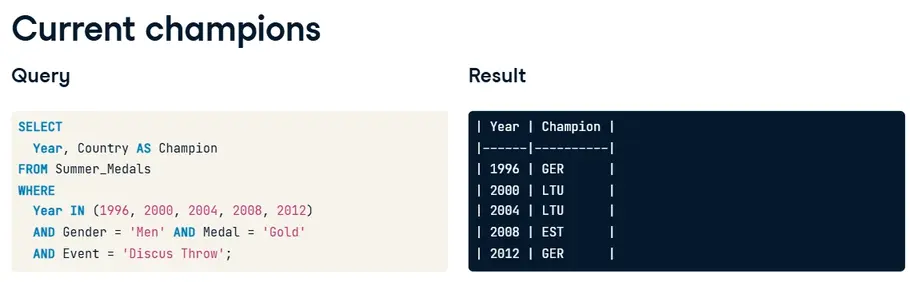 Current champions
Query
SELECT
Year, Country AS Champion
FROM Summer_Medals
WHERE
Year IN (1996, 2000, 2004, 2008, 2012)
AND Gender = 'Men' AND Medal = 'Gold'
AND Event = 'Discus Throw';
Result
| Year | Champion |
|------|----------|
| 1996 | GER      |
| 2000 | LTU      |
| 2004 | LTU      |
| 2008 | EST      |
| 2012 | GER      |